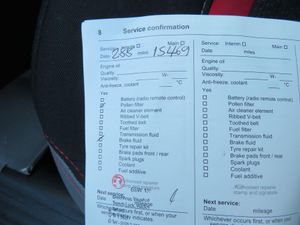 8 Service confirmation
Service: Main
Date miles 15469
Engine oil
Quality
Viscosity
Anti-freeze, coolant °C
Yes
Battery (radio remote control)
Pollen filter
Air cleaner element
Ribbed V-belt
Toothed belt
Fuel filter
Transmission fluid
Brake fluid
Tyre repair kit
Brake pads front / rear
Spark plugs
Coolant
Fuel additive
Next service:
Date
Whichever occurs first, or when your
Service: Interim Main
Date miles
Engine oil
Quality
Viscosity
Anti-freeze, coolant °C
Yes
Battery (radio remote control)
Pollen filter
Air cleaner element
Ribbed V-belt
Toothed belt
Fuel filter
Transmission fluid
Brake fluid
Tyre repair kit
Brake pads front / rear
Spark plugs
Coolant
Fuel additive
Authorised repairer
stamp and signature
Next service:
Date mileage
Whichever occurs first, or when